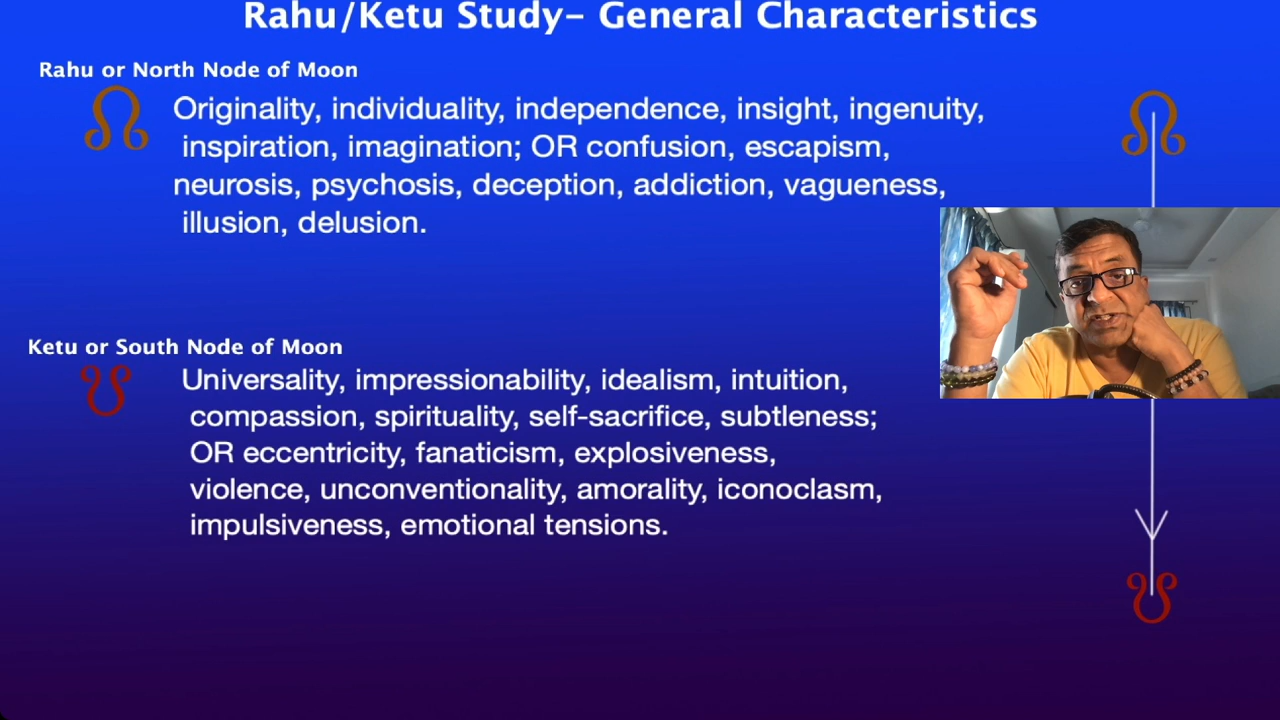 Rahu/Ketu Study– General Characteristics
Rahu or North Node of Moon
Originality, individuality, independence, insight, ingenuity,
inspiration, imagination; OR confusion, escapism,
neurosis, psychosis, deception, addiction, vagueness,
illusion, delusion.
Ketu or South Node of Moon
Universality, impressionability, idealism, intuition,
compassion, spirituality, self-sacrifice, subtleness;
OR eccentricity, fanaticism, explosiveness,
violence, unconventionality, amorality, iconoclasm,
impulsiveness, emotional tensions.